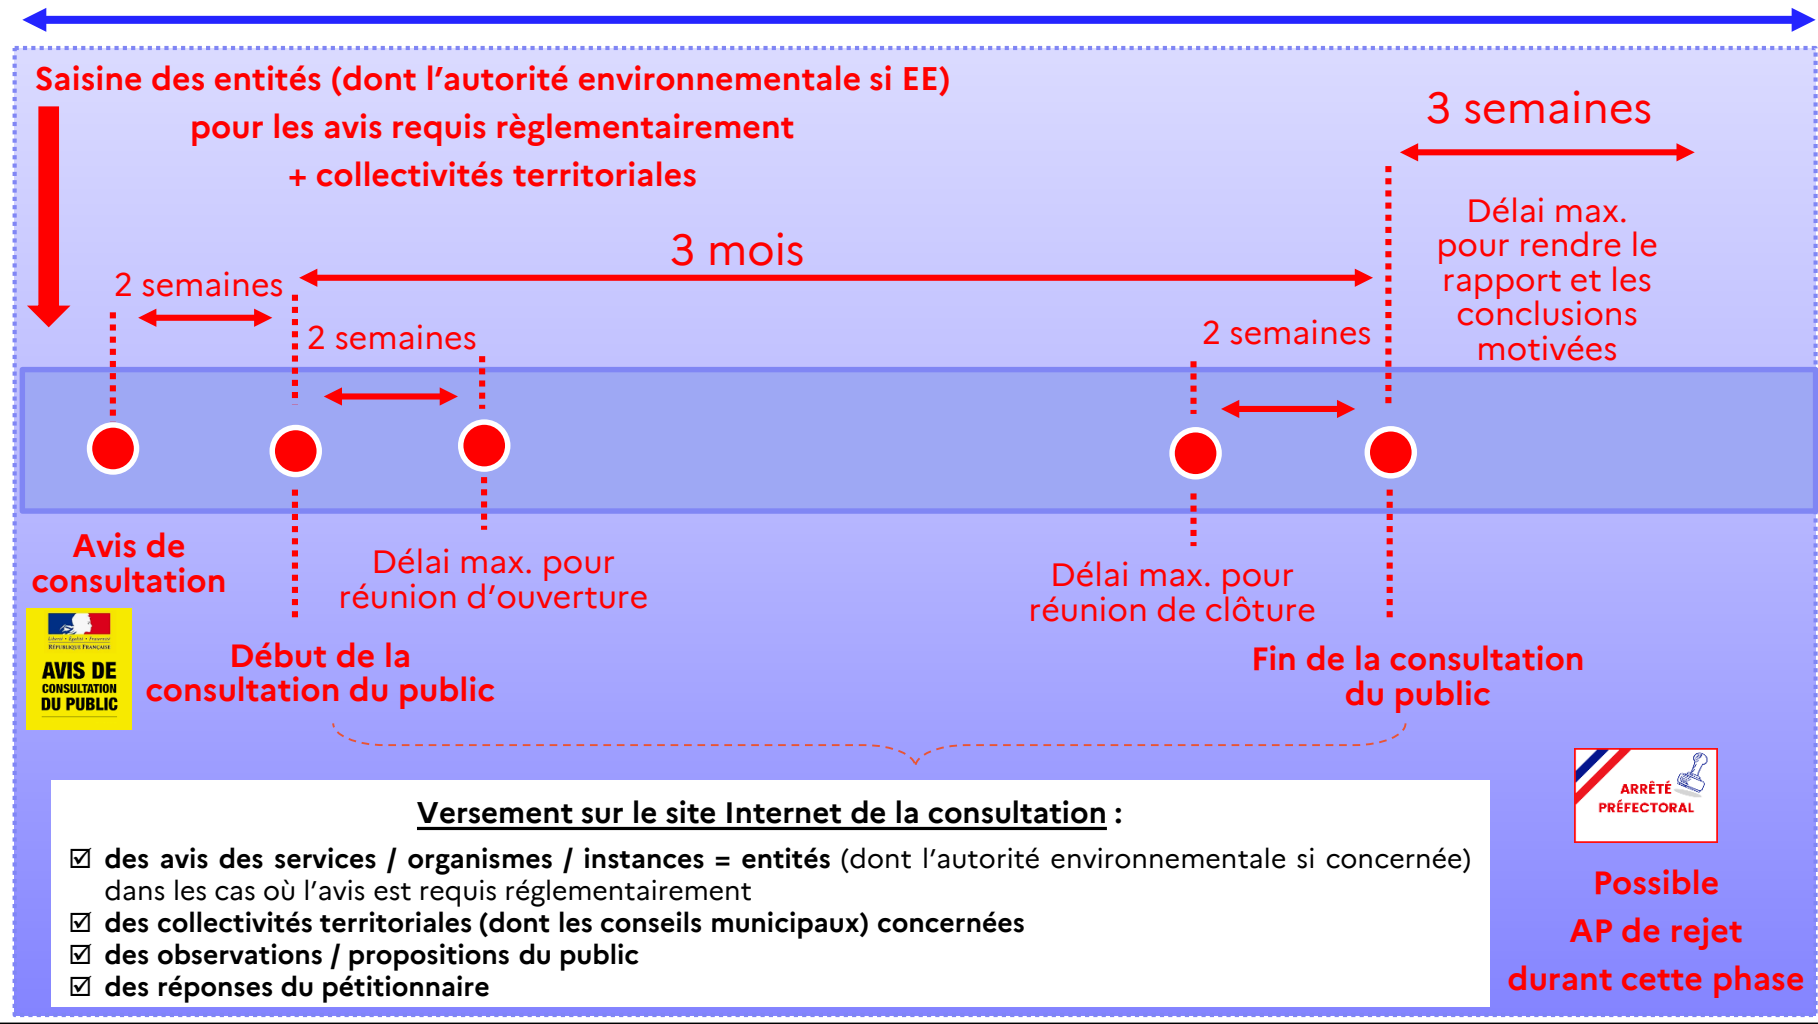 Saisine des entités (dont l'autorité environnementale si EE)
pour les avis requis règlementairement
+ collectivités territoriales
3 semaines
Délai max.
pour rendre le
rapport et les
conclusions
motivées
3 mois
2 semaines
2 semaines
2 semaines
Avis de
consultation
Délai max. pour
réunion d'ouverture
Délai max. pour
réunion de clôture
Liberté • Égalité • Fraternité
RÉPUBLIQUE FRANÇAISE
AVIS DE
CONSULTATION
DU PUBLIC
Début de la
consultation du public
Fin de la consultation
du public
Versement sur le site Internet de la consultation :
☑ des avis des services / organismes / instances = entités (dont l'autorité environnementale si concernée)
dans les cas où l'avis est requis réglementairement
☑ des collectivités territoriales (dont les conseils municipaux) concernées
☑ des observations / propositions du public
☑ des réponses du pétitionnaire
ARRÊTÉ
PRÉFECTORAL
Possible
AP de rejet
durant cette phase